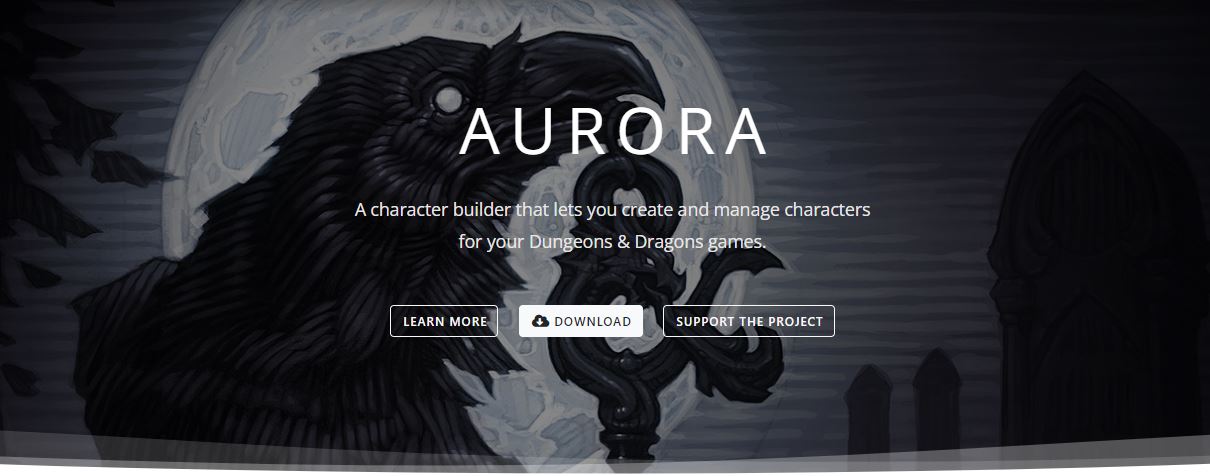 AURORA
A character builder that lets you create and manage characters
for your Dungeons & Dragons games.
LEARN MORE
DOWNLOAD
SUPPORT THE PROJECT